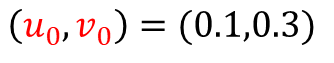 (u₀,v₀) = (0.1,0.3)